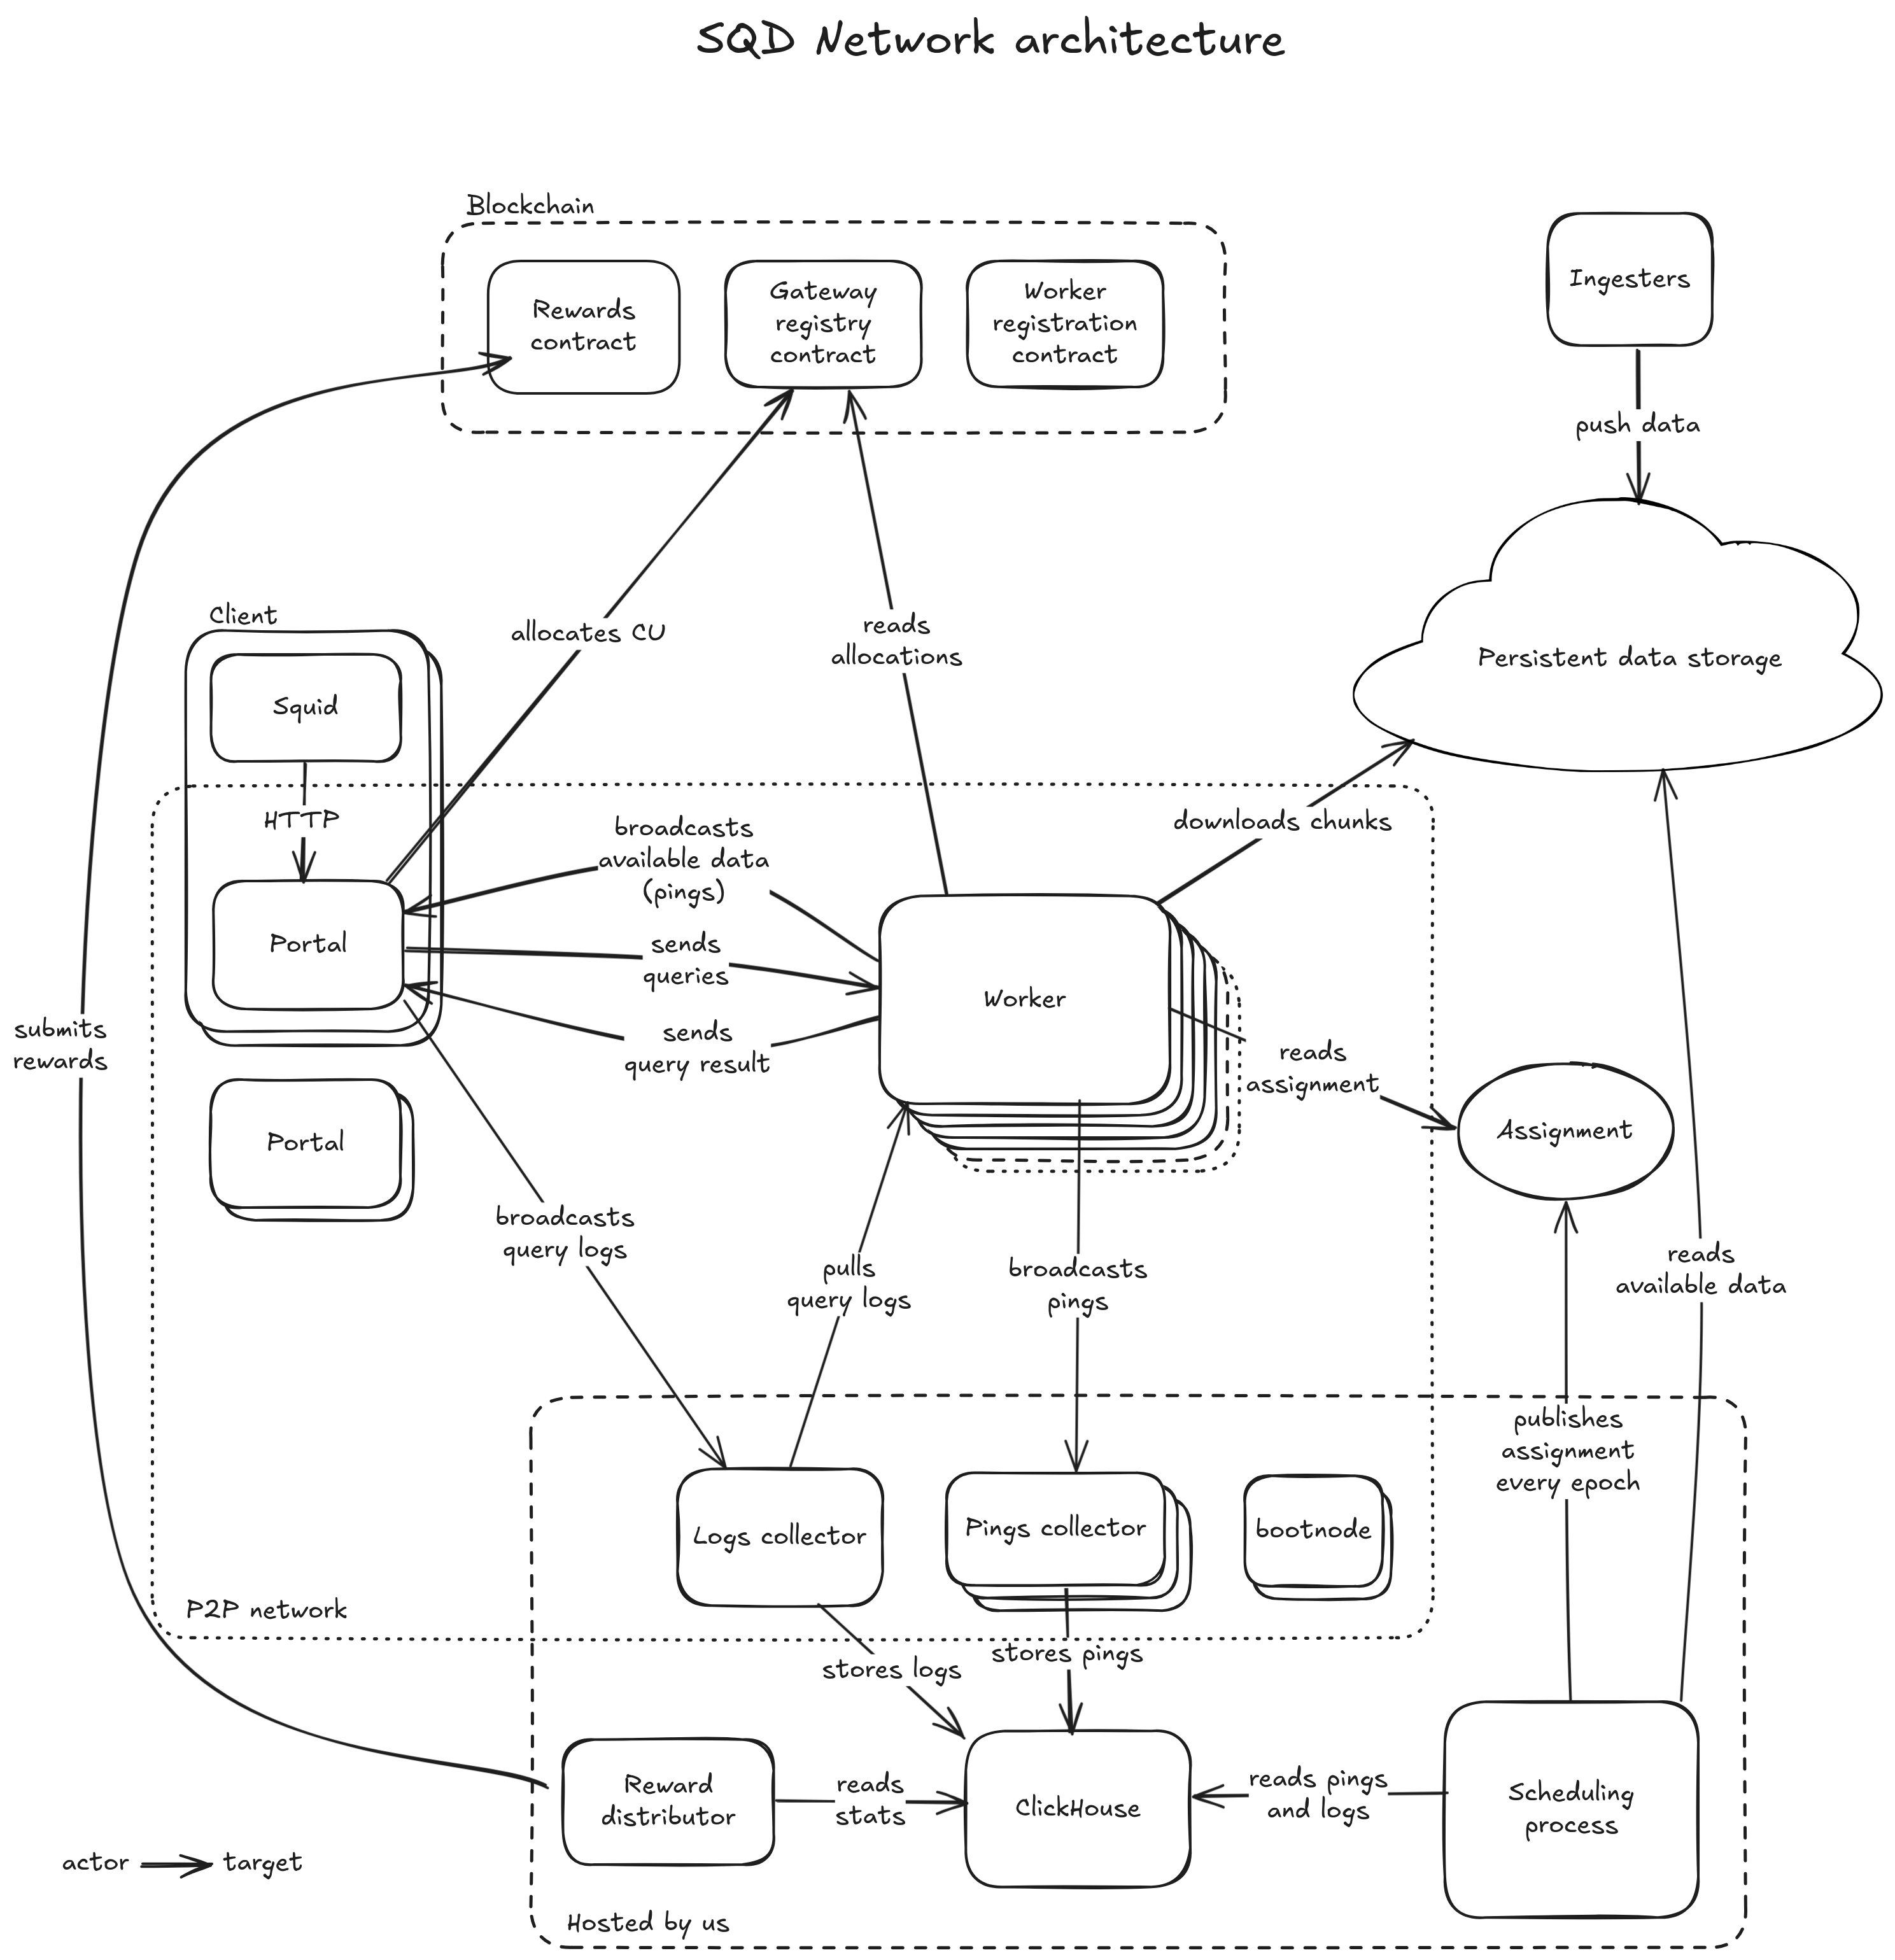 SQD Network architecture
Blockchain
Rewards
contract
Gateway
registry
contract
Worker
registration
contract
Ingesters
push data
Persistent data storage
Client
Squid
HTTP
Portal
allocates CU
reads
allocations
downloads chunks
broadcasts
available data
(pings)
sends
queries
sends
query result
Worker
submits
rewards
reads
assignment
Assignment
Portal
broadcasts
query logs
pulls
query logs
broadcasts
pings
reads
available data
publishes
assignment
every epoch
Logs collector
Pings collector
bootnode
P2P network
stores logs
stores pings
Reward
distributor
reads
stats
ClickHouse
reads pings
and logs
Scheduling
process
actor
target
Hosted by us